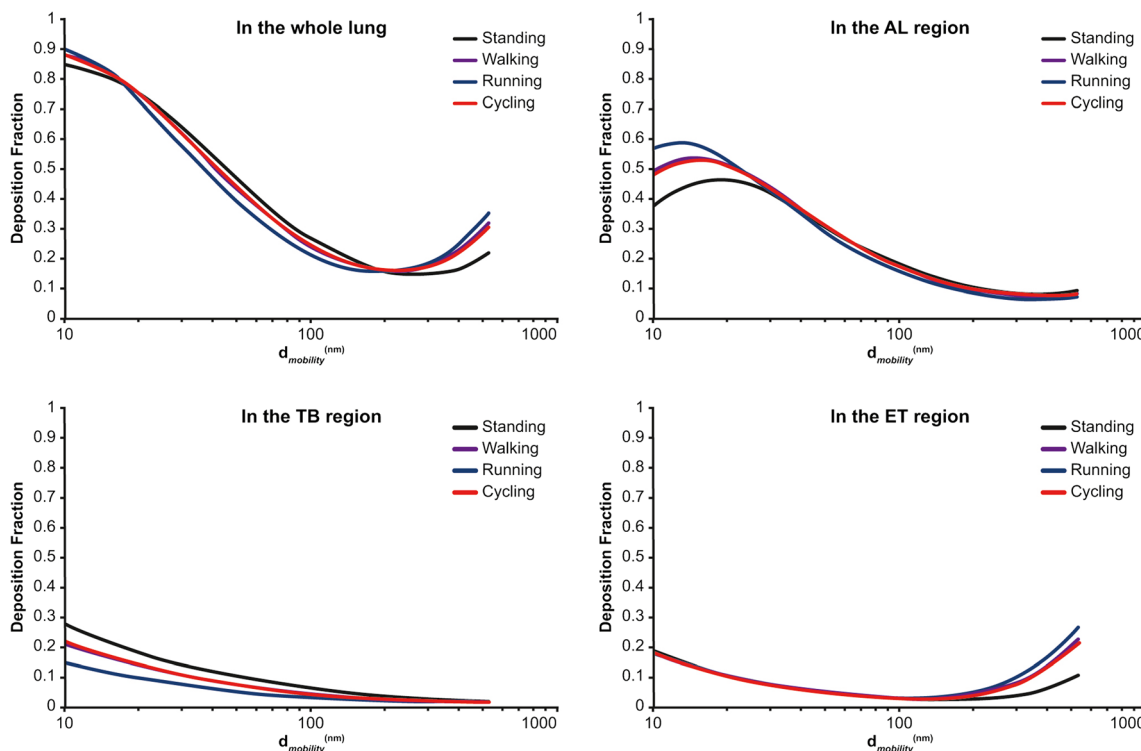 In the whole lung
Standing
Walking
Running
Cycling
Deposition Fraction
1
0.9
0.8
0.7
0.6
0.5
0.4
0.3
0.2
0.1
0
10
100
1000
d mobility (nm)
In the AL region
Standing
Walking
Running
Cycling
Deposition Fraction
1
0.9
0.8
0.7
0.6
0.5
0.4
0.3
0.2
0.1
0
10
100
1000
d mobility (nm)
In the TB region
Standing
Walking
Running
Cycling
Deposition Fraction
1
0.9
0.8
0.7
0.6
0.5
0.4
0.3
0.2
0.1
0
10
100
1000
d mobility (nm)
In the ET region
Standing
Walking
Running
Cycling
Deposition Fraction
1
0.9
0.8
0.7
0.6
0.5
0.4
0.3
0.2
0.1
0
10
100
1000
d mobility (nm)